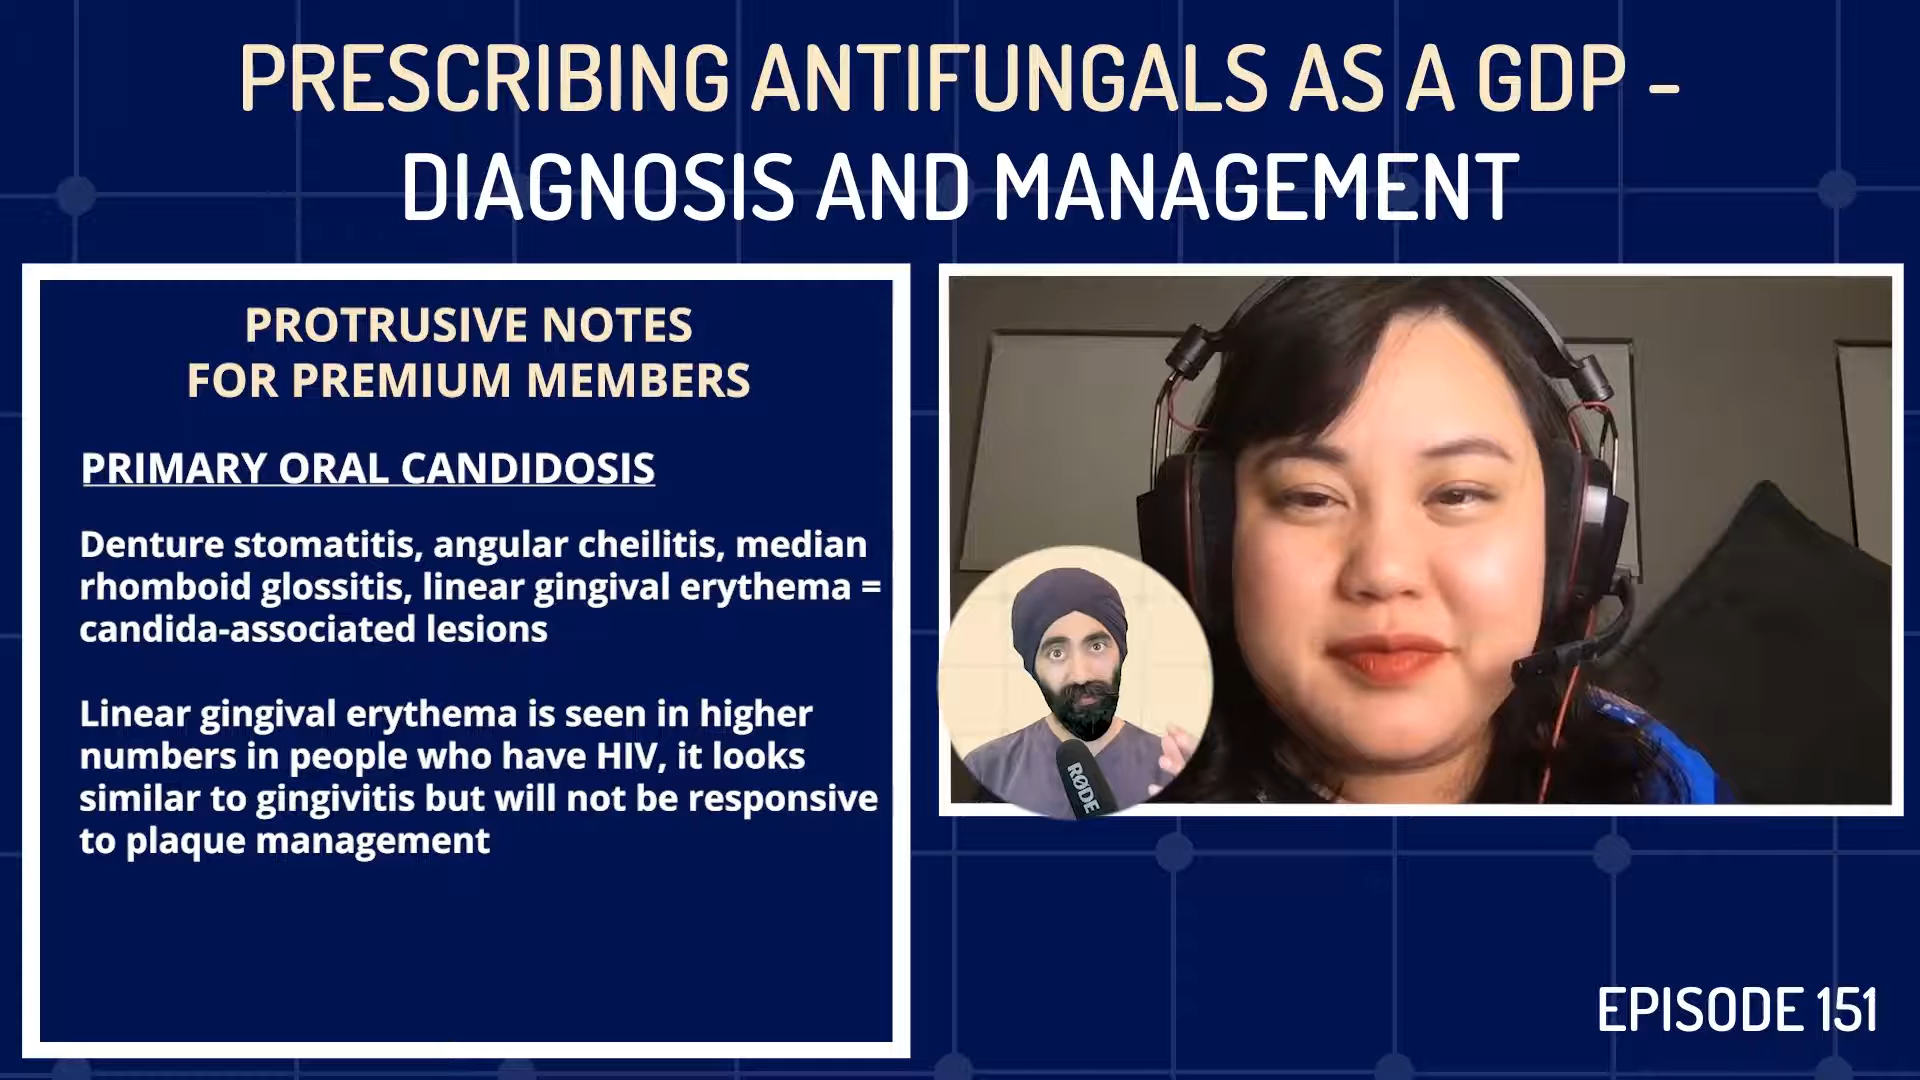 PRESCRIBING ANTIFUNGALS AS A GDP -
DIAGNOSIS AND MANAGEMENT
PROTRUSIVE NOTES
FOR PREMIUM MEMBERS
PRIMARY ORAL CANDIDOSIS
Denture stomatitis, angular cheilitis, median
rhomboid glossitis, linear gingival erythema =
candida-associated lesions
Linear gingival erythema is seen in higher
numbers in people who have HIV, it looks
similar to gingivitis but will not be responsive
to plaque management
RØDE
EPISODE 151